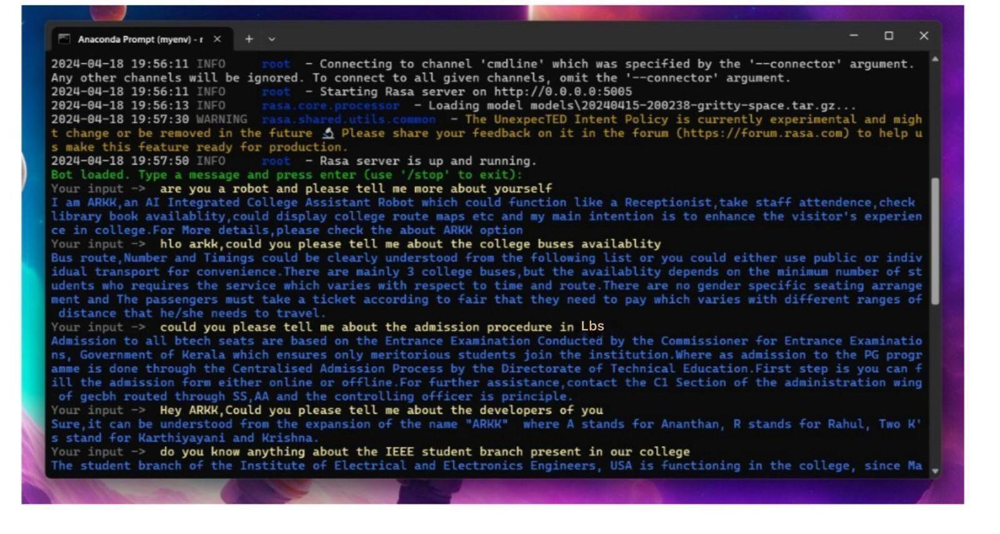 Anaconda Prompt (myenv) - r
2024-04-18 19:56:11 INFO     root  - Connecting to channel 'cmdline' which was specified by the '--connector' argument.
Any other channels will be ignored. To connect to all given channels, omit the '--connector' argument.
2024-04-18 19:56:11 INFO     root  - Starting Rasa server on http://0.0.0.0:5005
2024-04-18 19:56:13 INFO     rasa.core.processor  - Loading model models\20240415-200238-gritty-space.tar.gz...
2024-04-18 19:57:30 WARNING  rasa.shared.utils.common  - The UnexpecTED Intent Policy is currently experimental and migh
t change or be removed in the future 🔬 Please share your feedback on it in the forum (https://forum.rasa.com) to help u
s make this feature ready for production.
2024-04-18 19:57:50 INFO     root  - Rasa server is up and running.
Bot loaded. Type a message and press enter (use '/stop' to exit):
Your input ->  are you a robot and please tell me more about yourself
I am ARKK,an AI Integrated College Assistant Robot which could function like a Receptionist,take staff attendence,check
library book availablity,could display college route maps etc and my main intention is to enhance the visitor's experien
ce in college.For More details,please check the about ARKK option
Your input ->  hlo arkk,could you please tell me about the college buses availablity
Bus route,Number and Timings could be clearly understood from the following list or you could either use public or indiv
idual transport for convenience.There are mainly 3 college buses,but the availablity depends on the minimum number of st
udents who requires the service which varies with respect to time and route.There are no gender specific seating arrange
ment and The passengers must take a ticket according to fair that they need to pay which varies with different ranges of
 distance that he/she needs to travel.
Your input ->  could you please tell me about the admission procedure in Lbs
Admission to all btech seats are based on the Entrance Examination Conducted by the Commissioner for Entrance Examinatio
ns, Government of Kerala which ensures only meritorious students join the institution.Where as admission to the PG progr
amme is done through the Centralised Admission Process by the Directorate of Technical Education.First step is you can f
ill the admission form either online or offline.For further assistance,contact the C1 Section of the administration wing
 of gecbh routed through SS,AA and the controlling officer is principle.
Your input ->  Hey ARKK,Could you please tell me about the developers of you
Sure,it can be understood from the expansion of the name "ARKK"  where A stands for Ananthan, R stands for Rahul, Two K'
s stand for Karthiyayani and Krishna.
Your input ->  do you know anything about the IEEE student branch present in our college
The student branch of the Institute of Electrical and Electronics Engineers, USA is functioning in the college, since Ma